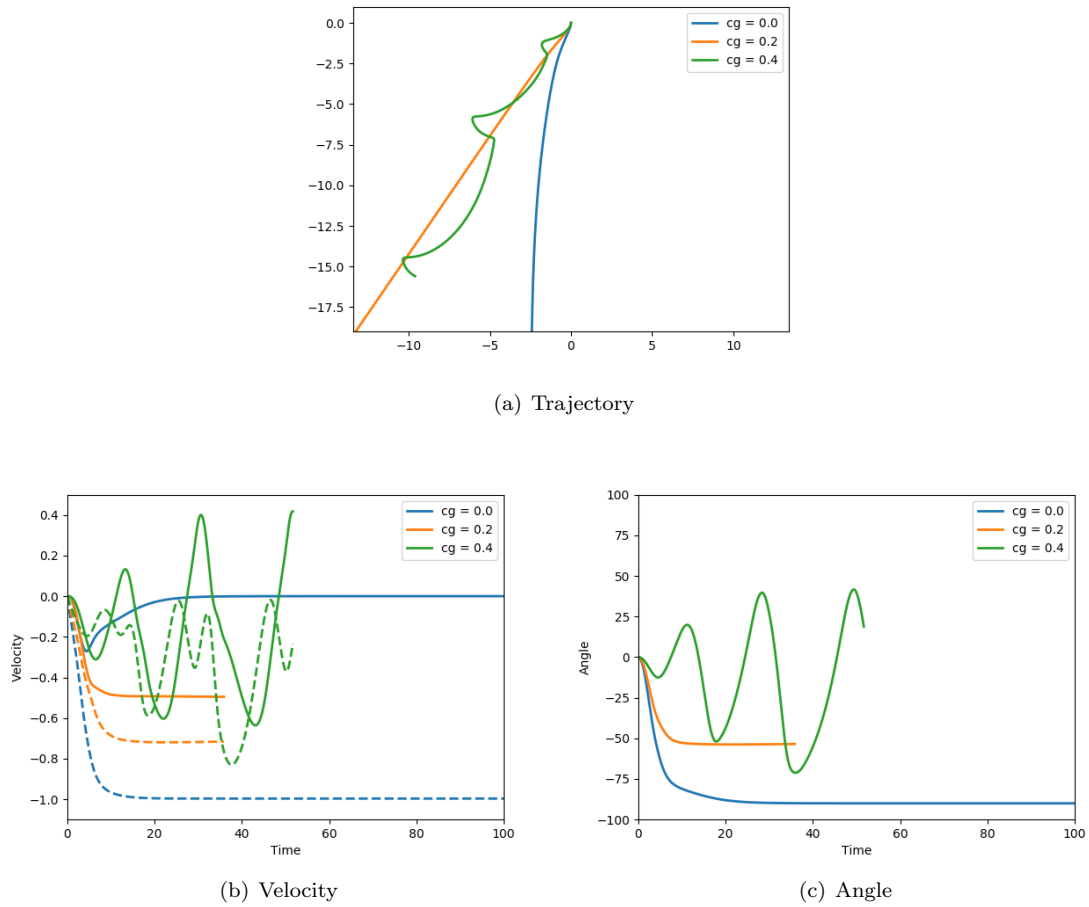 0.0
−2.5
−5.0
−7.5
−10.0
−12.5
−15.0
−17.5
−10 −5 0 5 10
cg = 0.0
cg = 0.2
cg = 0.4
(a) Trajectory
Velocity
0.4
0.2
0.0
−0.2
−0.4
−0.6
−0.8
−1.0
0 20 40 60 80 100
Time
cg = 0.0
cg = 0.2
cg = 0.4
(b) Velocity
Angle
100
75
50
25
0
−25
−50
−75
−100
0 20 40 60 80 100
Time
cg = 0.0
cg = 0.2
cg = 0.4
(c) Angle